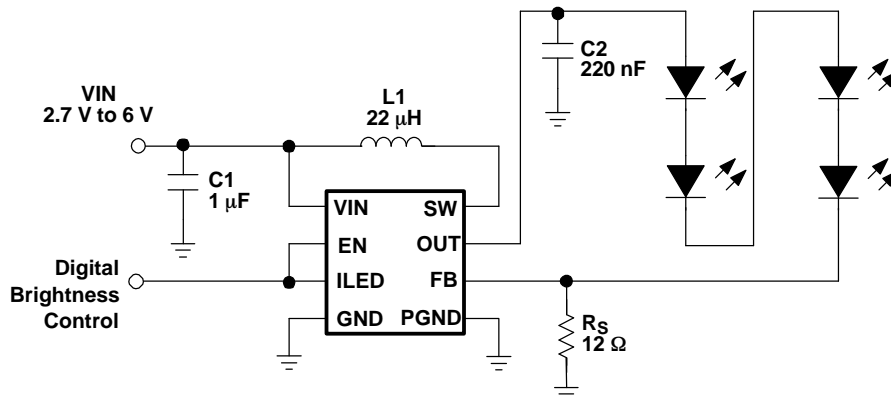 C2
220 nF
VIN
2.7 V to 6 V
L1
22 μH
C1
1 μF
VIN
SW
EN
OUT
ILED
FB
GND
PGND
Digital
Brightness
Control
RS
12 Ω